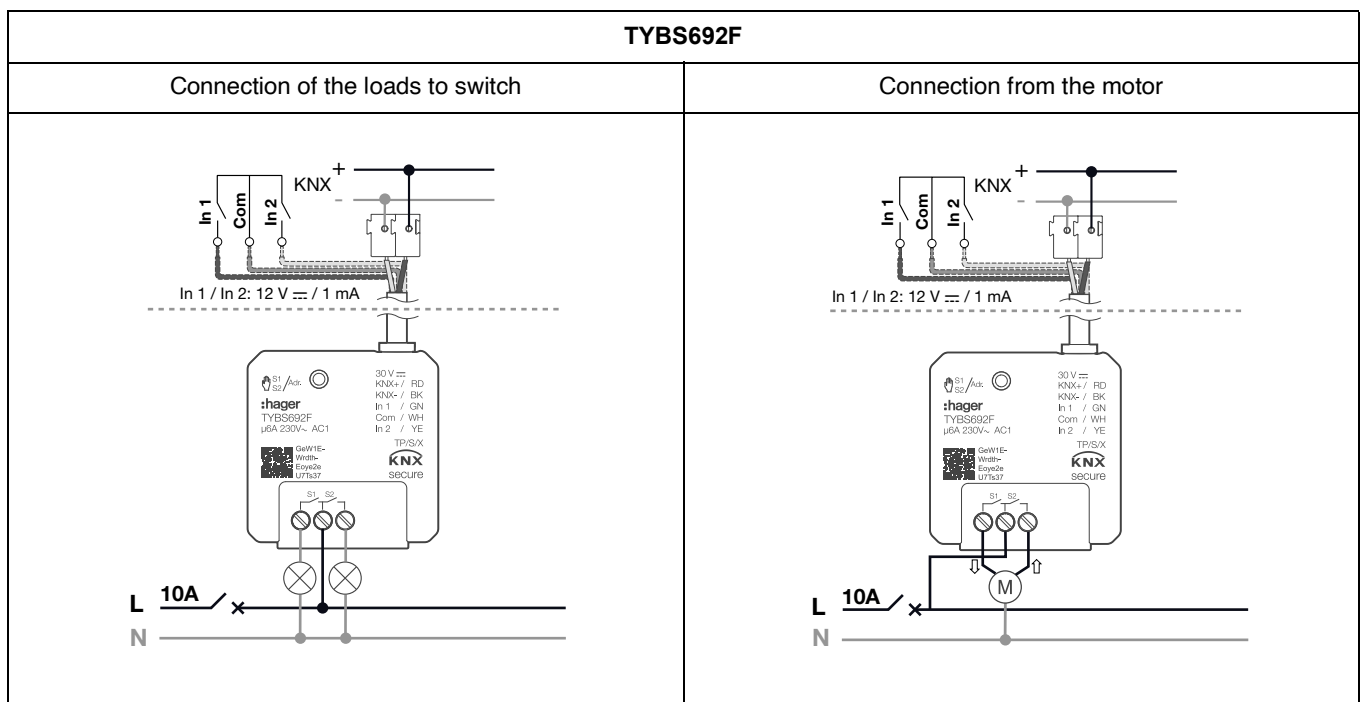 TYBS692F
Connection of the loads to switch
Connection from the motor
+
KNX
-
In 1
Com
In 2
In 1 / In 2: 12 V ⎓ / 1 mA
S1
S2 / Adr.
:hager
TYBS692F
µ6A 230V~ AC1
GeW1E-
Wrdth-
Eoye2e
U7Ts37
30 V ⎓
KNX+ / RD
KNX- / BK
In 1 / GN
Com / WH
In 2 / YE
TP/S/X
KNX
secure
S1 S2
L 10A
N
+
KNX
-
In 1
Com
In 2
In 1 / In 2: 12 V ⎓ / 1 mA
S1
S2 / Adr.
:hager
TYBS692F
µ6A 230V~ AC1
GeW1E-
Wrdth-
Eoye2e
U7Ts37
30 V ⎓
KNX+ / RD
KNX- / BK
In 1 / GN
Com / WH
In 2 / YE
TP/S/X
KNX
secure
S1 S2
M
L 10A
N